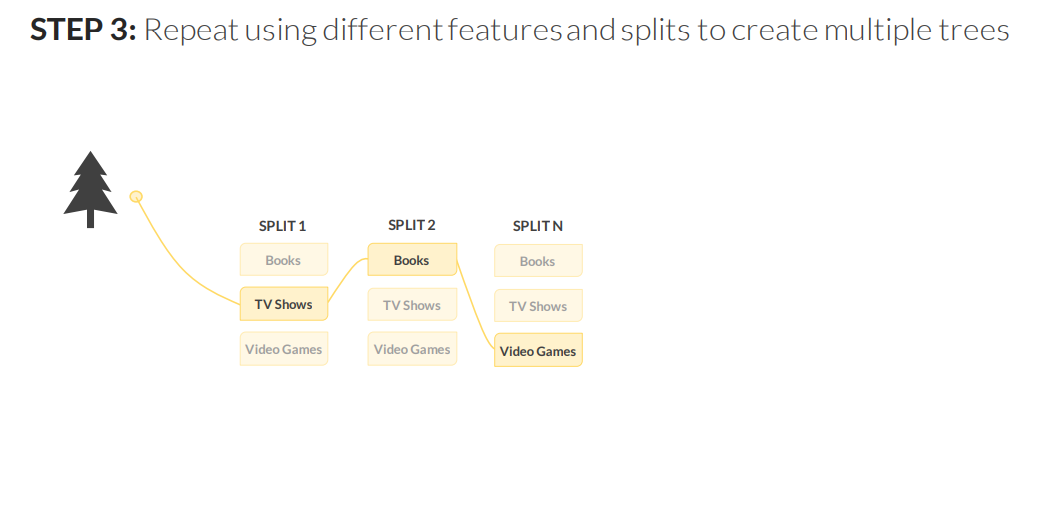 STEP 3: Repeat using different features and splits to create multiple trees
SPLIT 1
Books
TV Shows
Video Games
SPLIT 2
Books
TV Shows
Video Games
SPLIT N
Books
TV Shows
Video Games